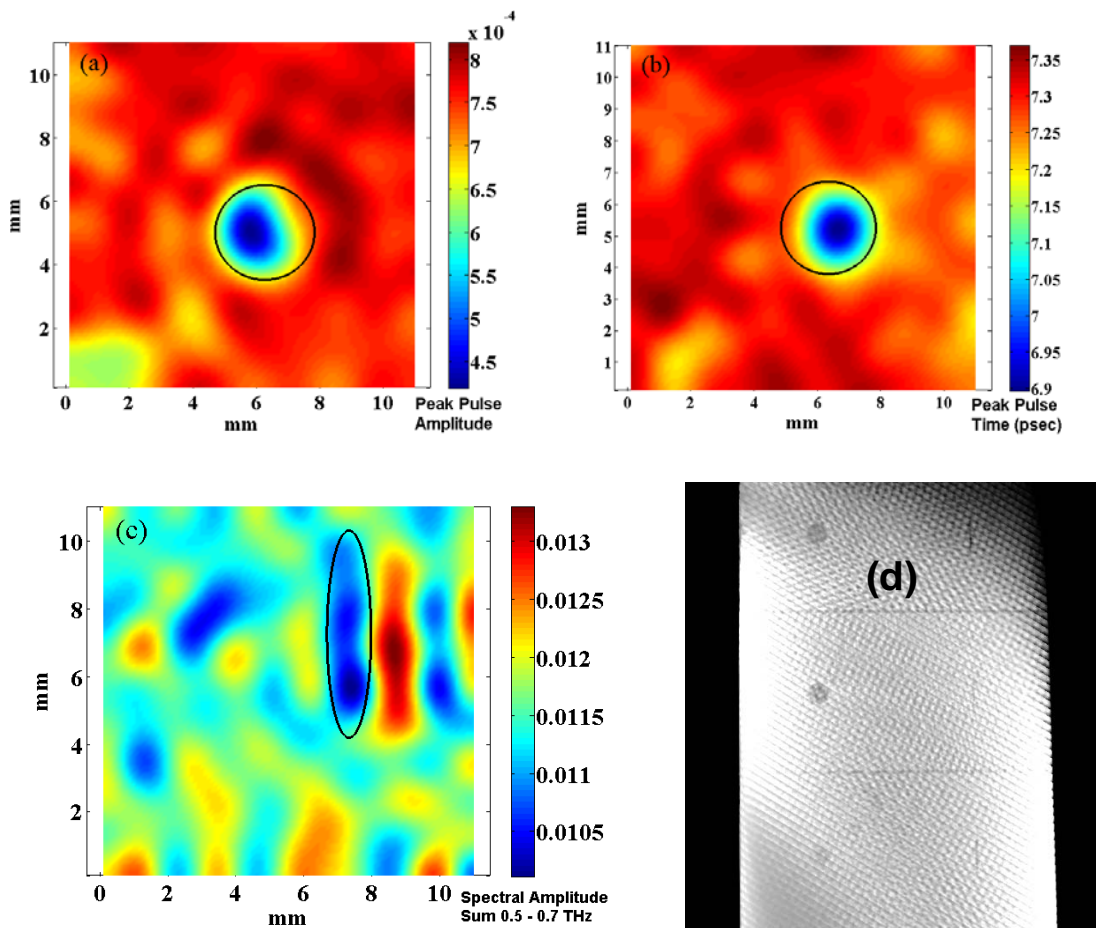 x 10
-4
(a)
8
7.5
7
6.5
6
5.5
5
4.5
10
8
6
4
2
mm
0 2 4 6 8 10
mm
Peak Pulse
Amplitude
(b)
11
10
9
8
7
6
5
4
3
2
1
mm
0 2 4 6 8 10
mm
7.35
7.3
7.25
7.2
7.15
7.1
7.05
7
6.95
6.9
Peak Pulse
Time (psec)
(c)
10
8
6
4
2
mm
0 2 4 6 8 10
mm
0.013
0.0125
0.012
0.0115
0.011
0.0105
Spectral Amplitude
Sum 0.5 - 0.7 THz
(d)